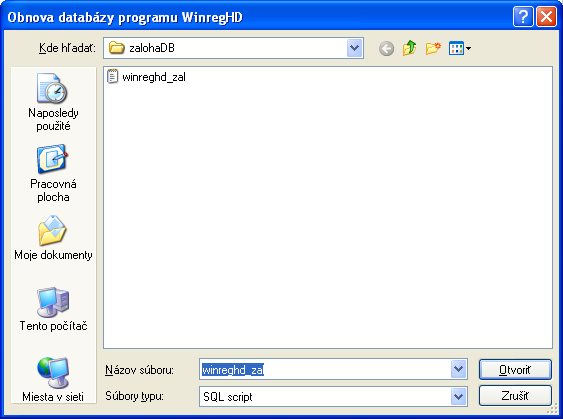 Obnova databázy programu WinregHD
Kde hľadať:
zalohaDB
winreghd_zal
Naposledy
použité
Pracovná
plocha
Moje dokumenty
Tento počítač
Miesta v sieti
Názov súboru:
winreghd_zal
Otvoriť
Súbory typu:
SQL script
Zrušiť